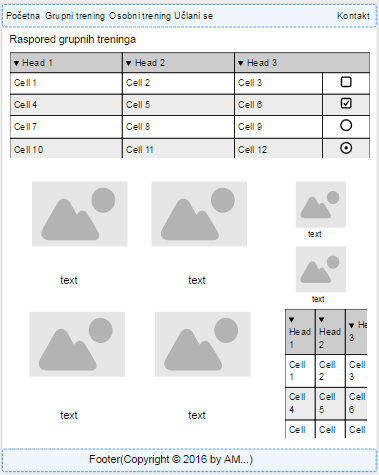 Početna Grupni trening Osobni trening Učlani se Kontakt
Raspored grupnih treninga
▼ Head 1 ▼ Head 2 ▼ Head 3
Cell 1 Cell 2 Cell 3
Cell 4 Cell 5 Cell 6
Cell 7 Cell 8 Cell 9
Cell 10 Cell 11 Cell 12
text text
text
text
▼ Head 1 ▼ Head 2 ▼ He 3
Cell 1 Cell 2 Cell 3
Cell 4 Cell 5 Cell 6
Cell Cell Cell
text text
Footer(Copyright © 2016 by AM...)